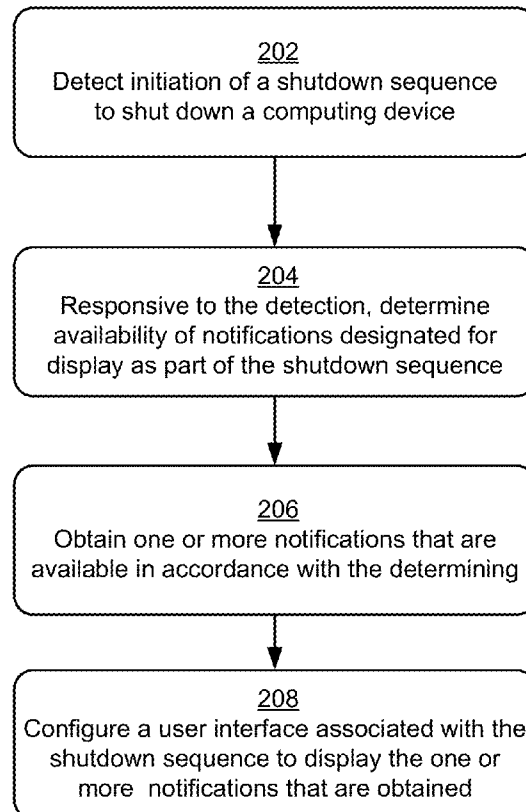 202
Detect initiation of a shutdown sequence
to shut down a computing device
204
Responsive to the detection, determine
availability of notifications designated for
display as part of the shutdown sequence
206
Obtain one or more notifications that are
available in accordance with the determining
208
Configure a user interface associated with the
shutdown sequence to display the one or
more notifications that are obtained